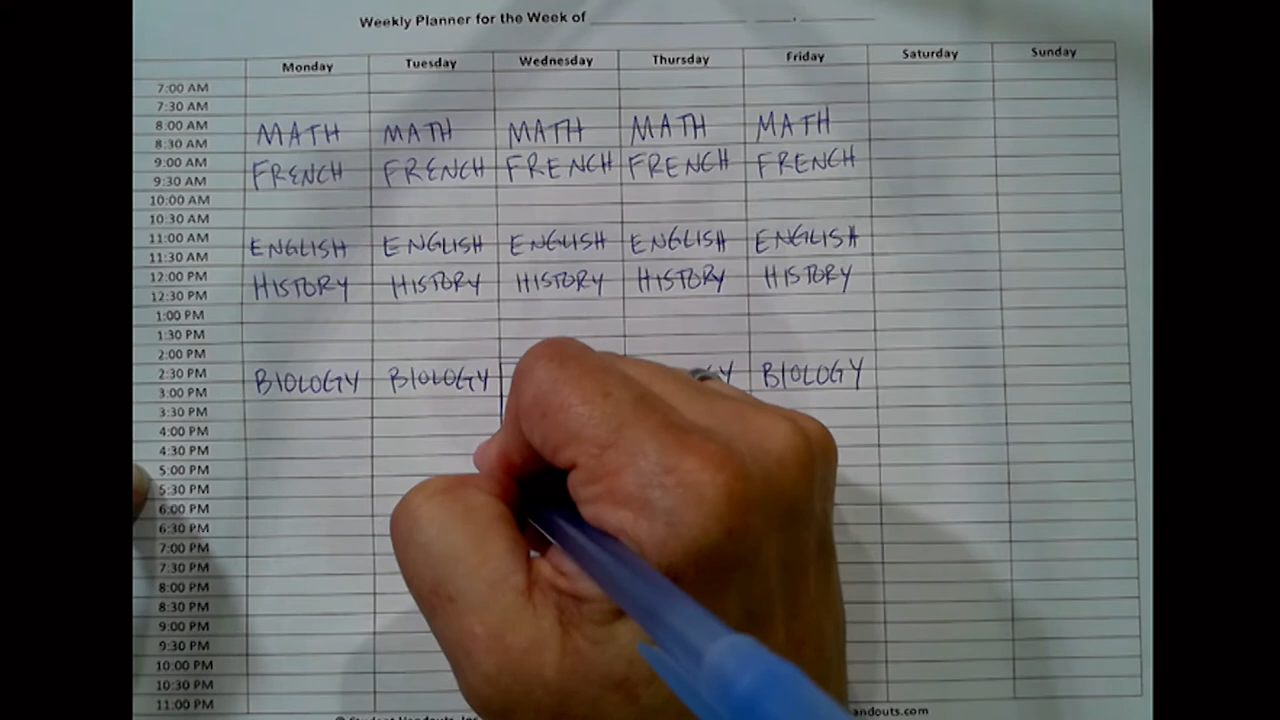 Weekly Planner for the Week of
Monday Tuesday Wednesday Thursday Friday Saturday Sunday
7:00 AM
7:30 AM
8:00 AM MATH MATH MATH MATH MATH
8:30 AM
9:00 AM FRENCH FRENCH FRENCH FRENCH FRENCH
9:30 AM
10:00 AM
10:30 AM
11:00 AM ENGLISH ENGLISH ENGLISH ENGLISH ENGLISH
11:30 AM
12:00 PM HISTORY HISTORY HISTORY HISTORY HISTORY
12:30 PM
1:00 PM
1:30 PM
2:00 PM
2:30 PM BIOLOGY BIOLOGY BIOLOGY
3:00 PM
3:30 PM
4:00 PM
4:30 PM
5:00 PM
5:30 PM
6:00 PM
6:30 PM
7:00 PM
7:30 PM
8:00 PM
8:30 PM
9:00 PM
9:30 PM
10:00 PM
10:30 PM
11:00 PM